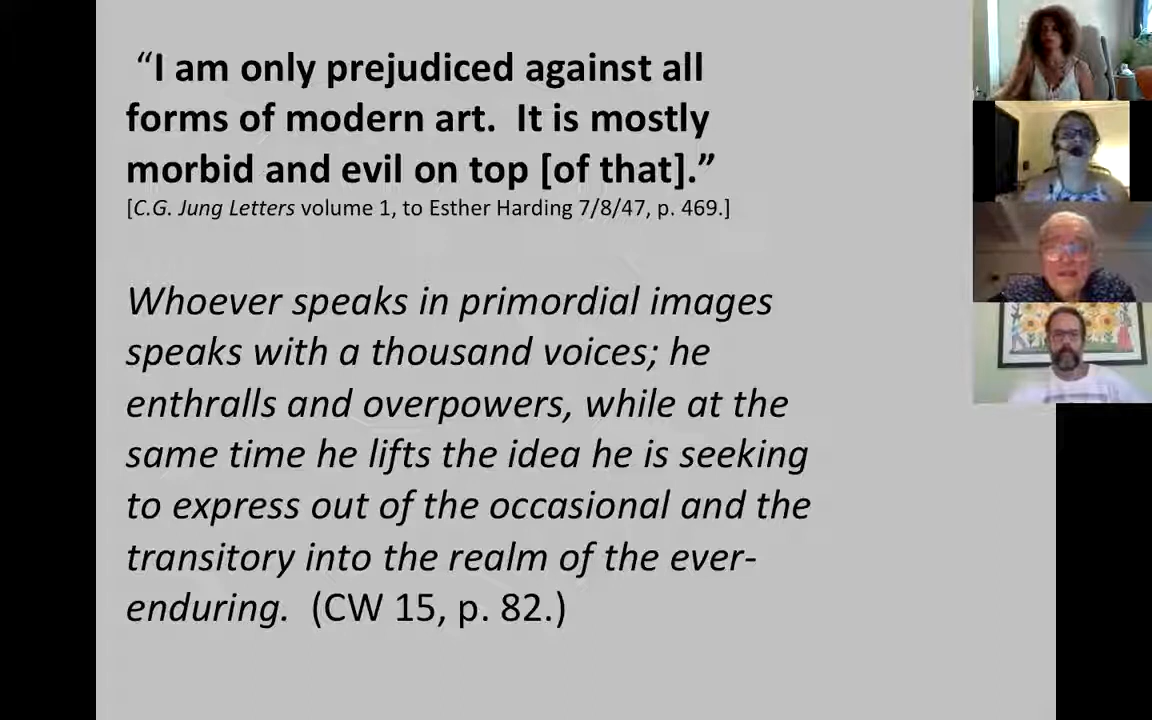 “I am only prejudiced against all
forms of modern art.  It is mostly
morbid and evil on top [of that].”
[C.G. Jung Letters volume 1, to Esther Harding 7/8/47, p. 469.]
Whoever speaks in primordial images
speaks with a thousand voices; he
enthralls and overpowers, while at the
same time he lifts the idea he is seeking
to express out of the occasional and the
transitory into the realm of the ever-
enduring.  (CW 15, p. 82.)